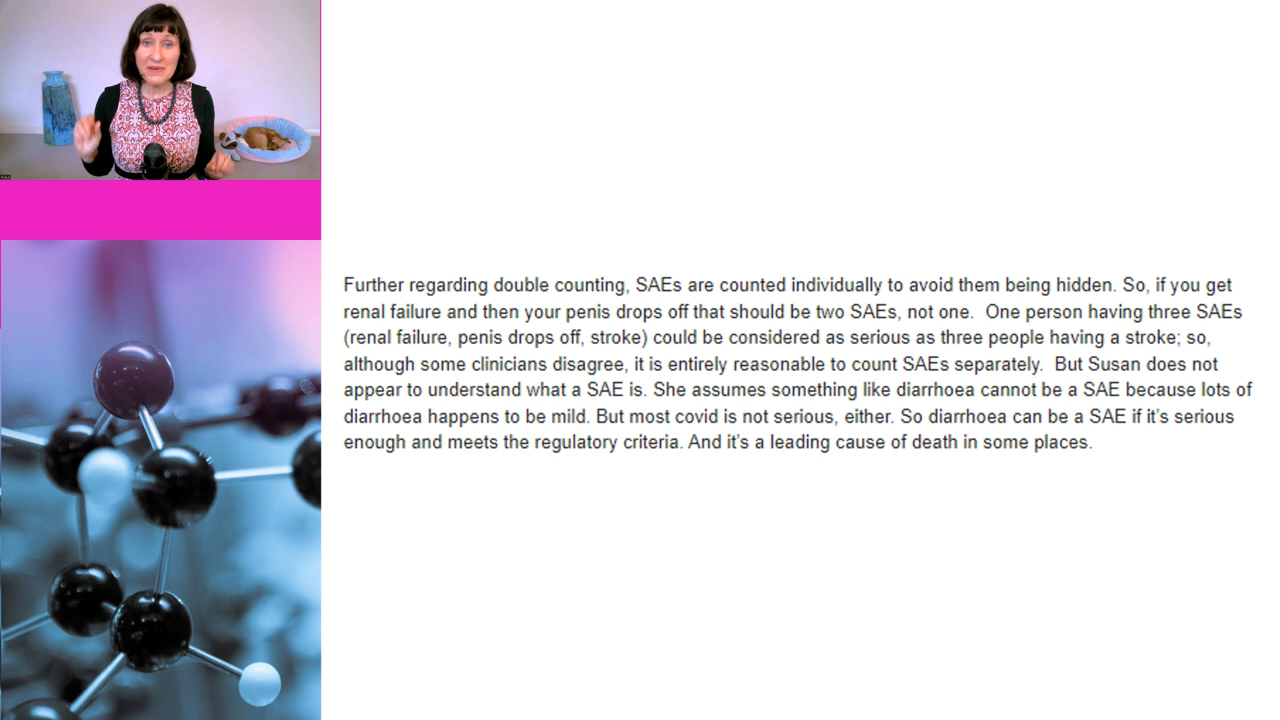 Further regarding double counting, SAEs are counted individually to avoid them being hidden. So, if you get
renal failure and then your penis drops off that should be two SAEs, not one.  One person having three SAEs
(renal failure, penis drops off, stroke) could be considered as serious as three people having a stroke; so,
although some clinicians disagree, it is entirely reasonable to count SAEs separately.  But Susan does not
appear to understand what a SAE is. She assumes something like diarrhoea cannot be a SAE because lots of
diarrhoea happens to be mild. But most covid is not serious, either. So diarrhoea can be a SAE if it’s serious
enough and meets the regulatory criteria. And it’s a leading cause of death in some places.